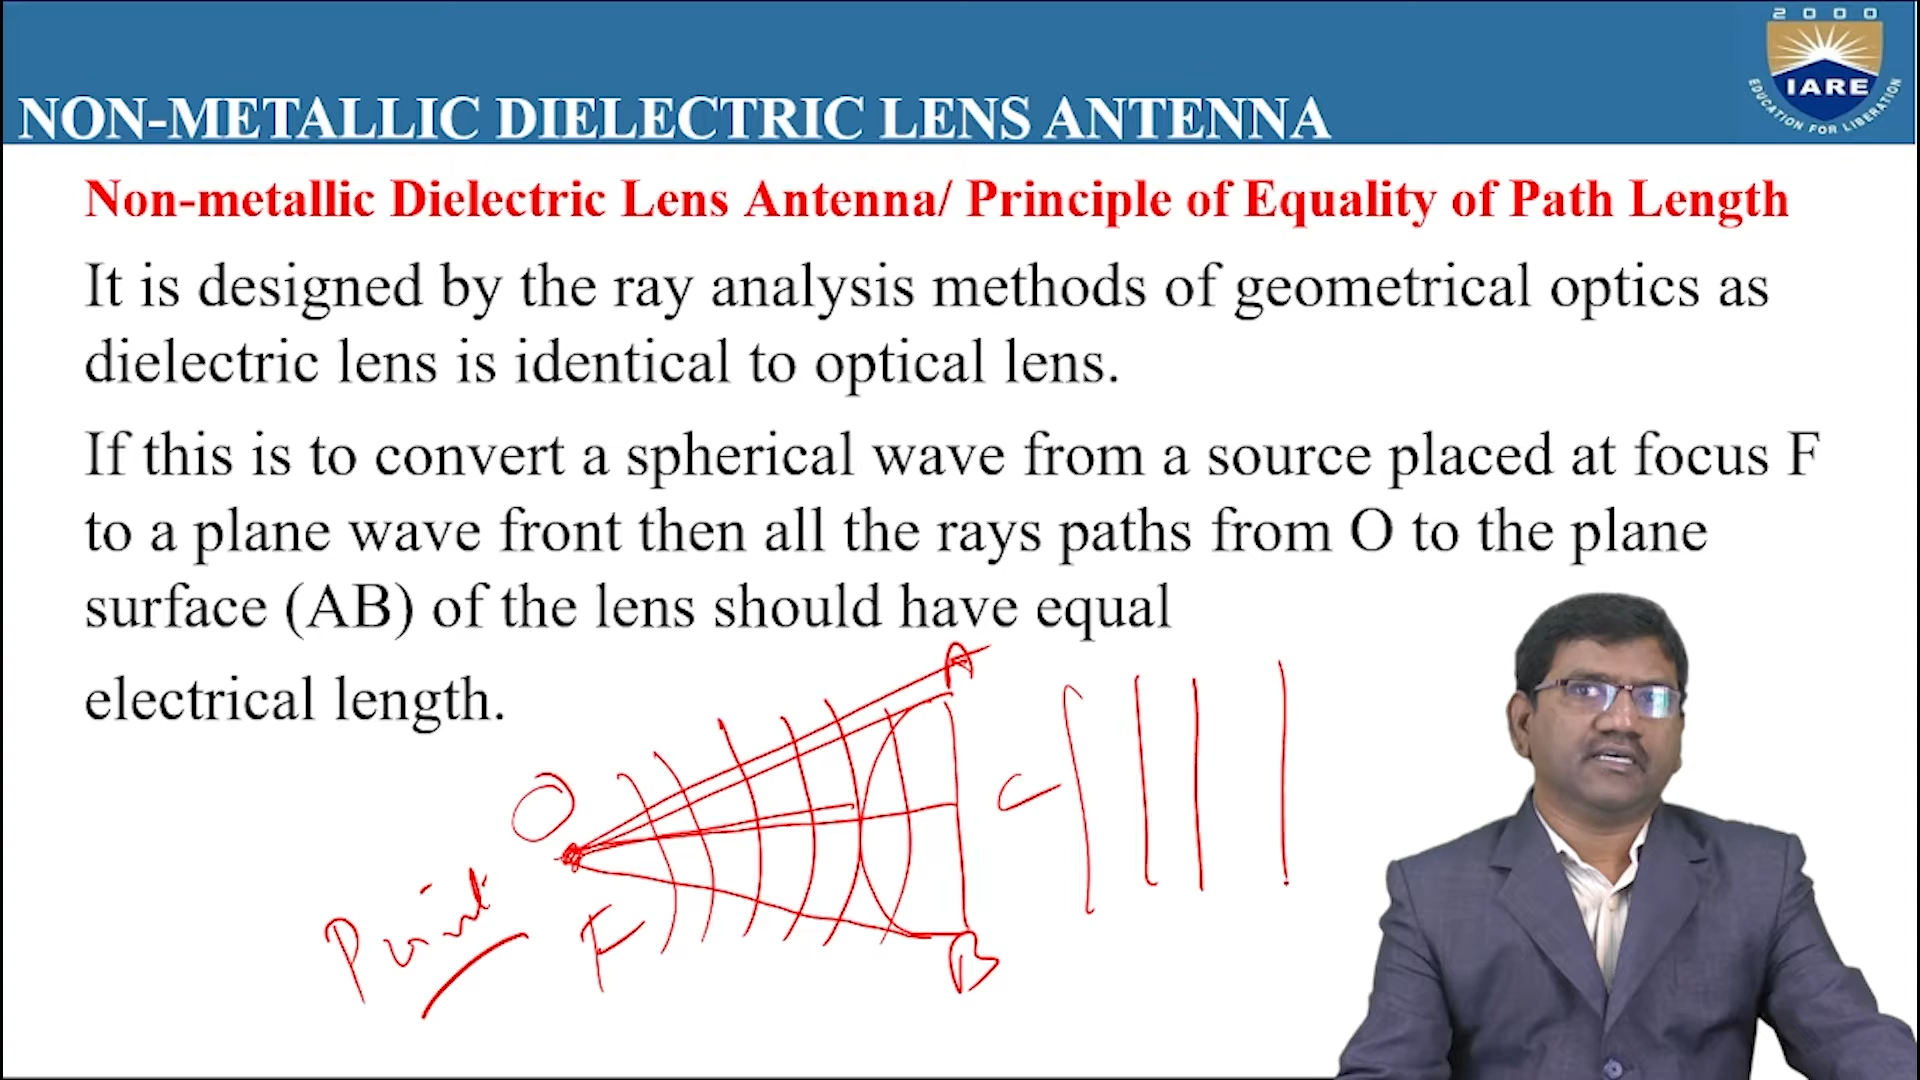 2000
IARE
EDUCATION FOR LIBERATION
NON-METALLIC DIELECTRIC LENS ANTENNA
Non-metallic Dielectric Lens Antenna/ Principle of Equality of Path Length
It is designed by the ray analysis methods of geometrical optics as
dielectric lens is identical to optical lens.
If this is to convert a spherical wave from a source placed at focus F
to a plane wave front then all the rays paths from O to the plane
surface (AB) of the lens should have equal
electrical length.
A
O
Point
F
B